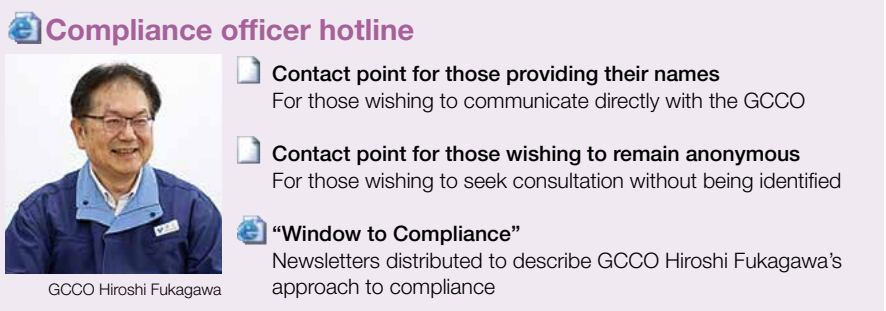 Compliance officer hotline
Contact point for those providing their names
For those wishing to communicate directly with the GCCO
Contact point for those wishing to remain anonymous
For those wishing to seek consultation without being identified
“Window to Compliance”
Newsletters distributed to describe GCCO Hiroshi Fukagawa’s
approach to compliance
GCCO Hiroshi Fukagawa